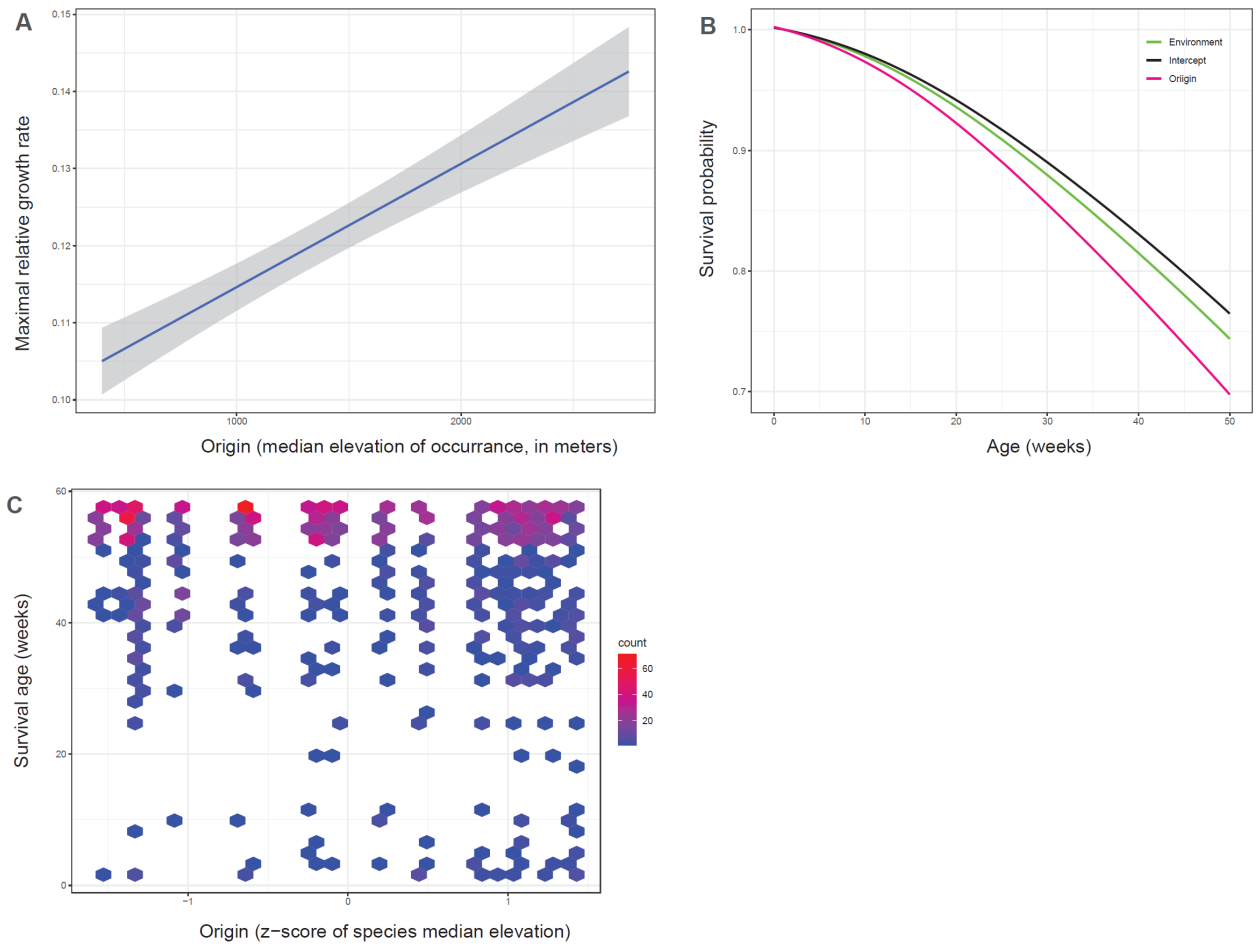 A
0.15
0.14
0.13
0.12
0.11
0.10
Maximal relative growth rate
1000
2000
Origin (median elevation of occurrance, in meters)
B
1.0
0.9
0.8
0.7
Survival probability
Environment
Intercept
Oriigin
0
10
20
30
40
50
Age (weeks)
C
60
40
20
0
Survival age (weeks)
−1
0
1
Origin (z−score of species median elevation)
count
60
40
20